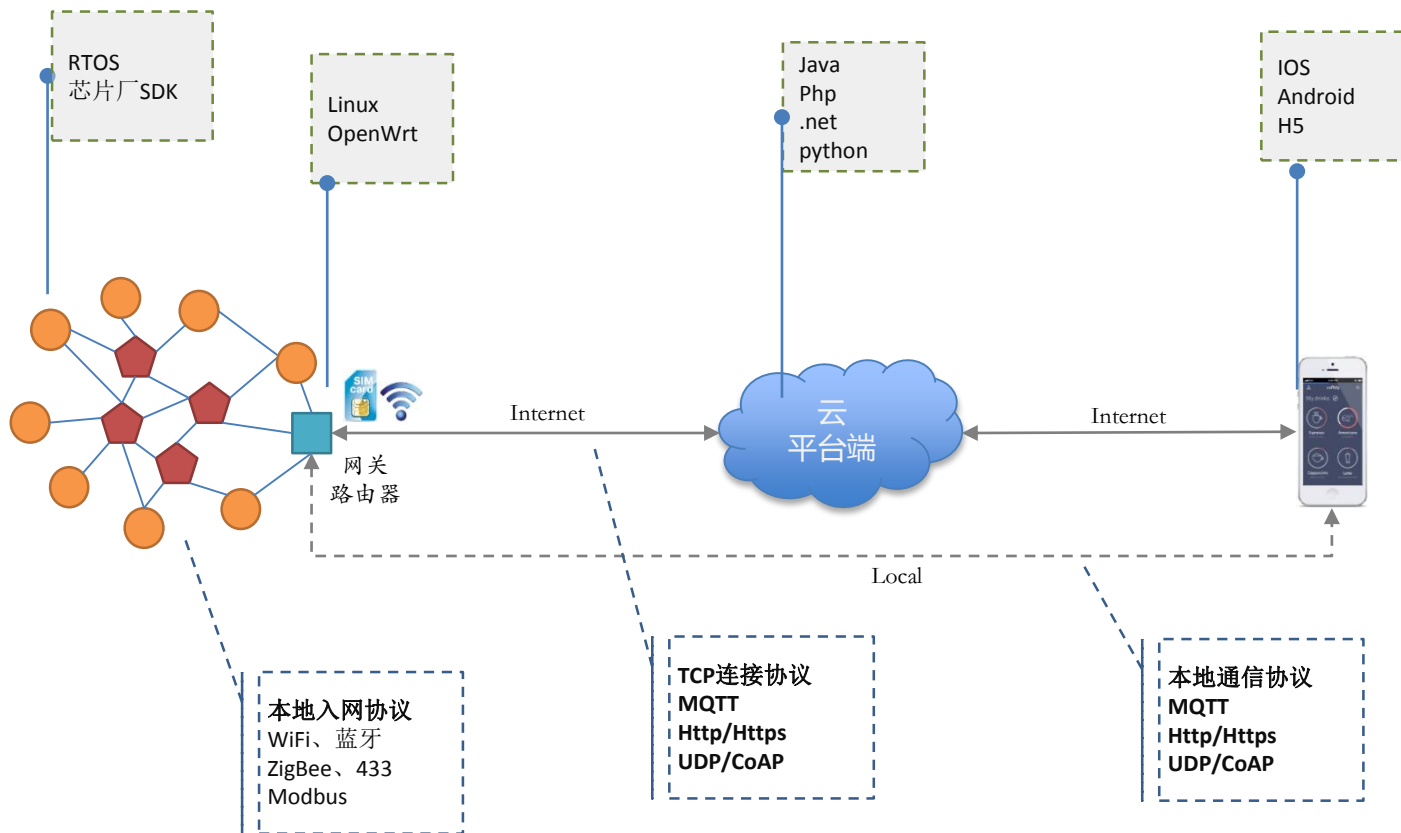 RTOS
芯片厂SDK
Linux
OpenWrt
Java
Php
.net
python
IOS
Android
H5
SIM
card
Internet
云
平台端
Internet
网关
路由器
Local
本地入网协议
WiFi、蓝牙
ZigBee、433
Modbus
TCP连接协议
MQTT
Http/Https
UDP/CoAP
本地通信协议
MQTT
Http/Https
UDP/CoAP